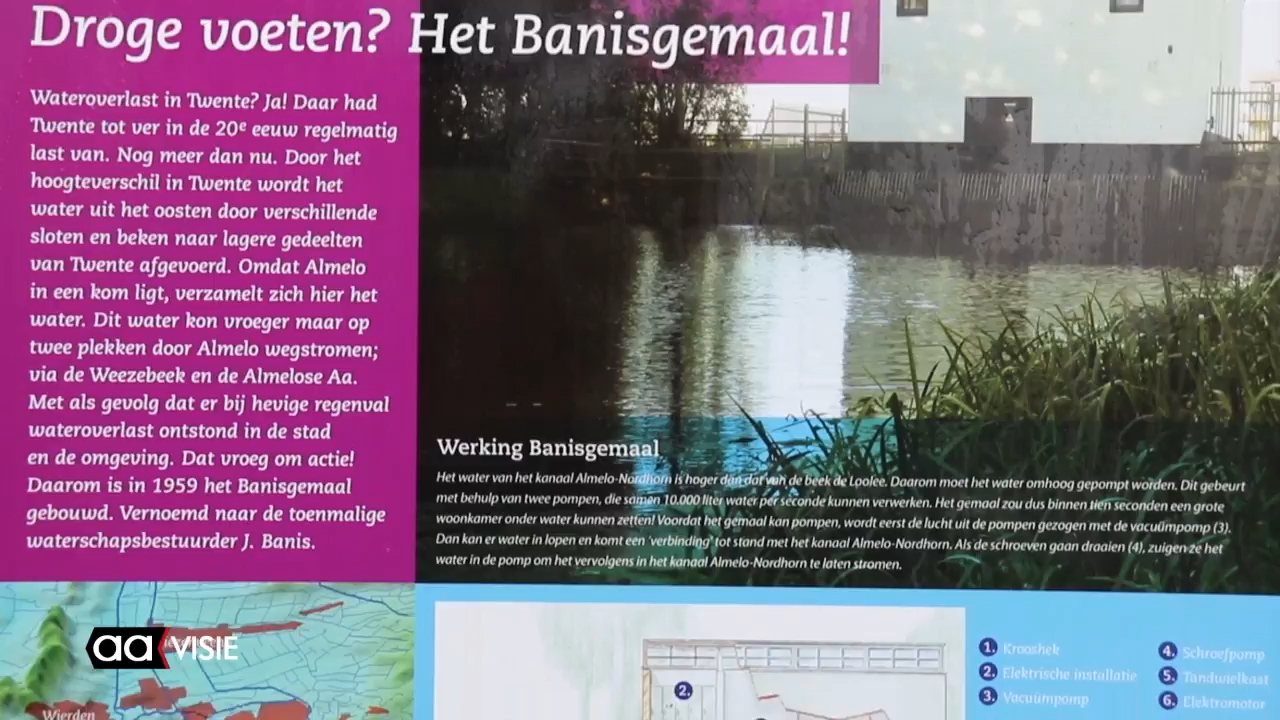 Droge voeten? Het Banisgemaal!
Wateroverlast in Twente? Ja! Daar had
Twente tot ver in de 20e eeuw regelmatig
last van. Nog meer dan nu. Door het
hoogteverschil in Twente wordt het
water uit het oosten door verschillende
sloten en beken naar lagere gedeelten
van Twente afgevoerd. Omdat Almelo
in een kom ligt, verzamelt zich hier het
water. Dit water kon vroeger maar op
twee plekken door Almelo wegstromen;
via de Weezebeek en de Almelose Aa.
Met als gevolg dat er bij hevige regenval
wateroverlast ontstond in de stad
en de omgeving. Dat vroeg om actie!
Daarom is in 1959 het Banisgemaal
gebouwd. Vernoemd naar de toenmalige
waterschapsbestuurder J. Banis.
Werking Banisgemaal
Het water van het kanaal Almelo-Nordhorn is hoger dan dat van de beek de Loolee. Daarom moet het water omhoog gepompt worden. Dit gebeurt
met behulp van twee pompen, die samen 10.000 liter water per seconde kunnen verwerken. Het gemaal zou dus binnen tien seconden een grote
woonkamer onder water kunnen zetten! Voordat het gemaal kan pompen, wordt eerst de lucht uit de pompen gezogen met de vacuümpomp (3).
Dan kan er water in lopen en komt een 'verbinding' tot stand met het kanaal Almelo-Nordhorn. Als de schroeven gaan draaien (4), zuigen ze het
water in de pomp om het vervolgens in het kanaal Almelo-Nordhorn te laten stromen.
aa VISIE
Wierden
2.
1. Krooshek
2. Elektrische installatie
3. Vacuümpomp
4. Schroefpomp
5. Tandwielkast
6. Elektromotor